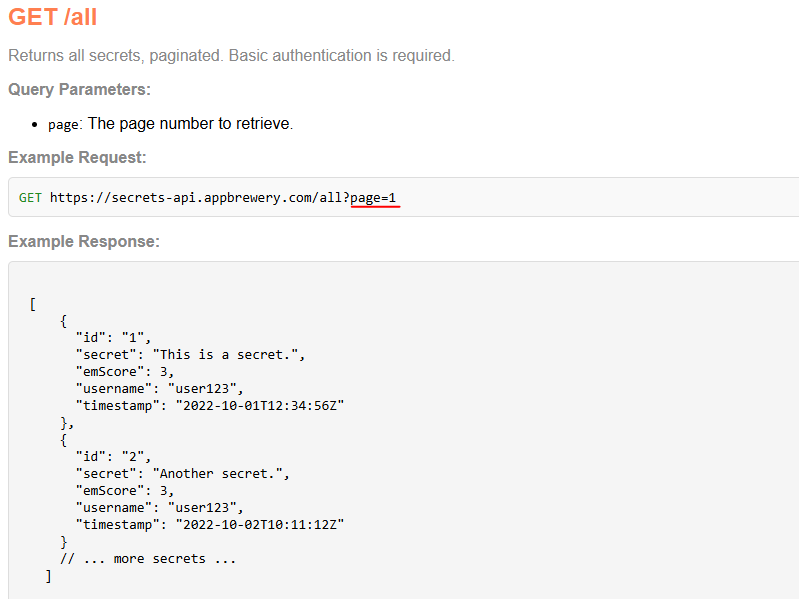 GET /all
Returns all secrets, paginated. Basic authentication is required.
Query Parameters:
• page: The page number to retrieve.
Example Request:
GET https://secrets-api.appbrewery.com/all?page=1
Example Response:
[
{
"id": "1",
"secret": "This is a secret.",
"emScore": 3,
"username": "user123",
"timestamp": "2022-10-01T12:34:56Z"
},
{
"id": "2",
"secret": "Another secret.",
"emScore": 3,
"username": "user123",
"timestamp": "2022-10-02T10:11:12Z"
}
// ... more secrets ...
]